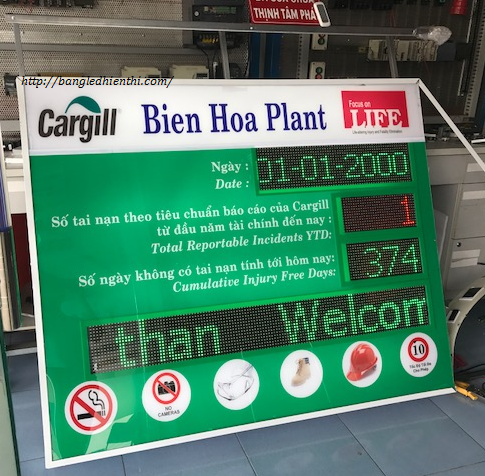 THỊNH TÂM PHÁ
http://bangledhienthi.com/
Cargill
Bien Hoa Plant
Focus on
LIFE
Ngày :
Date :
01-01-2000
Số tai nạn theo tiêu chuẩn báo cáo của Cargill
từ đầu năm tài chính đến nay :
Total Reportable Incidents YTD:
1
Số ngày không có tai nạn tính tới hôm nay:
Cumulative Injury Free Days:
374
than Welcom
NO
CAMERAS
10